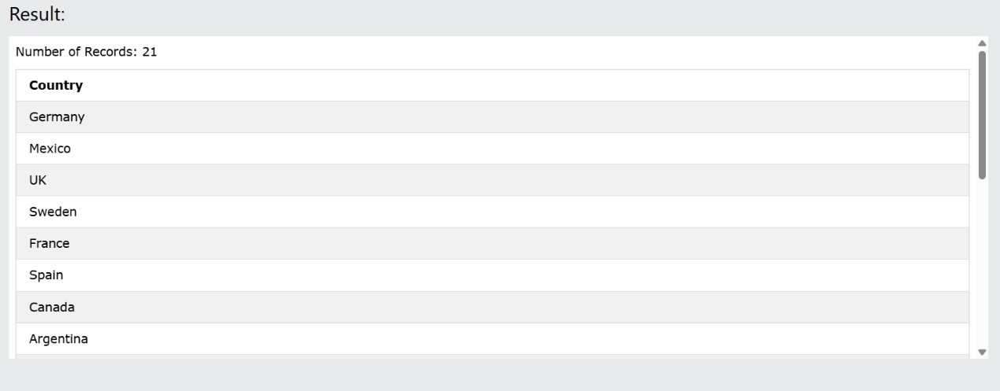 Result:
Number of Records: 21
Country
Germany
Mexico
UK
Sweden
France
Spain
Canada
Argentina